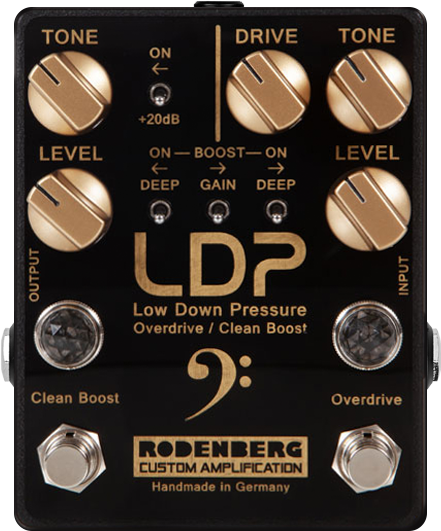 TONE ON DRIVE TONE
←
+20dB
LEVEL ON — BOOST — ON LEVEL
← → →
DEEP GAIN DEEP
OUTPUT INPUT
LDP
Low Down Pressure
Overdrive / Clean Boost
Clean Boost Overdrive
RODENBERG
CUSTOM AMPLIFICATION
Handmade in Germany